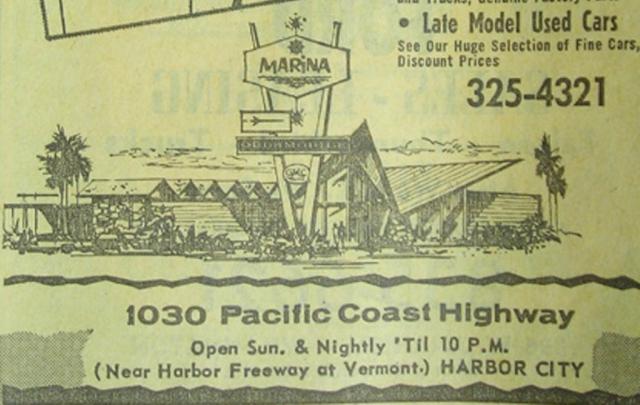 • Late Model Used Cars
See Our Huge Selection of Fine Cars,
Discount Prices
325-4321
MARINA
OLDSMOBILE
GMC
1030 Pacific Coast Highway
Open Sun. & Nightly 'Til 10 P.M.
(Near Harbor Freeway at Vermont.) HARBOR CITY